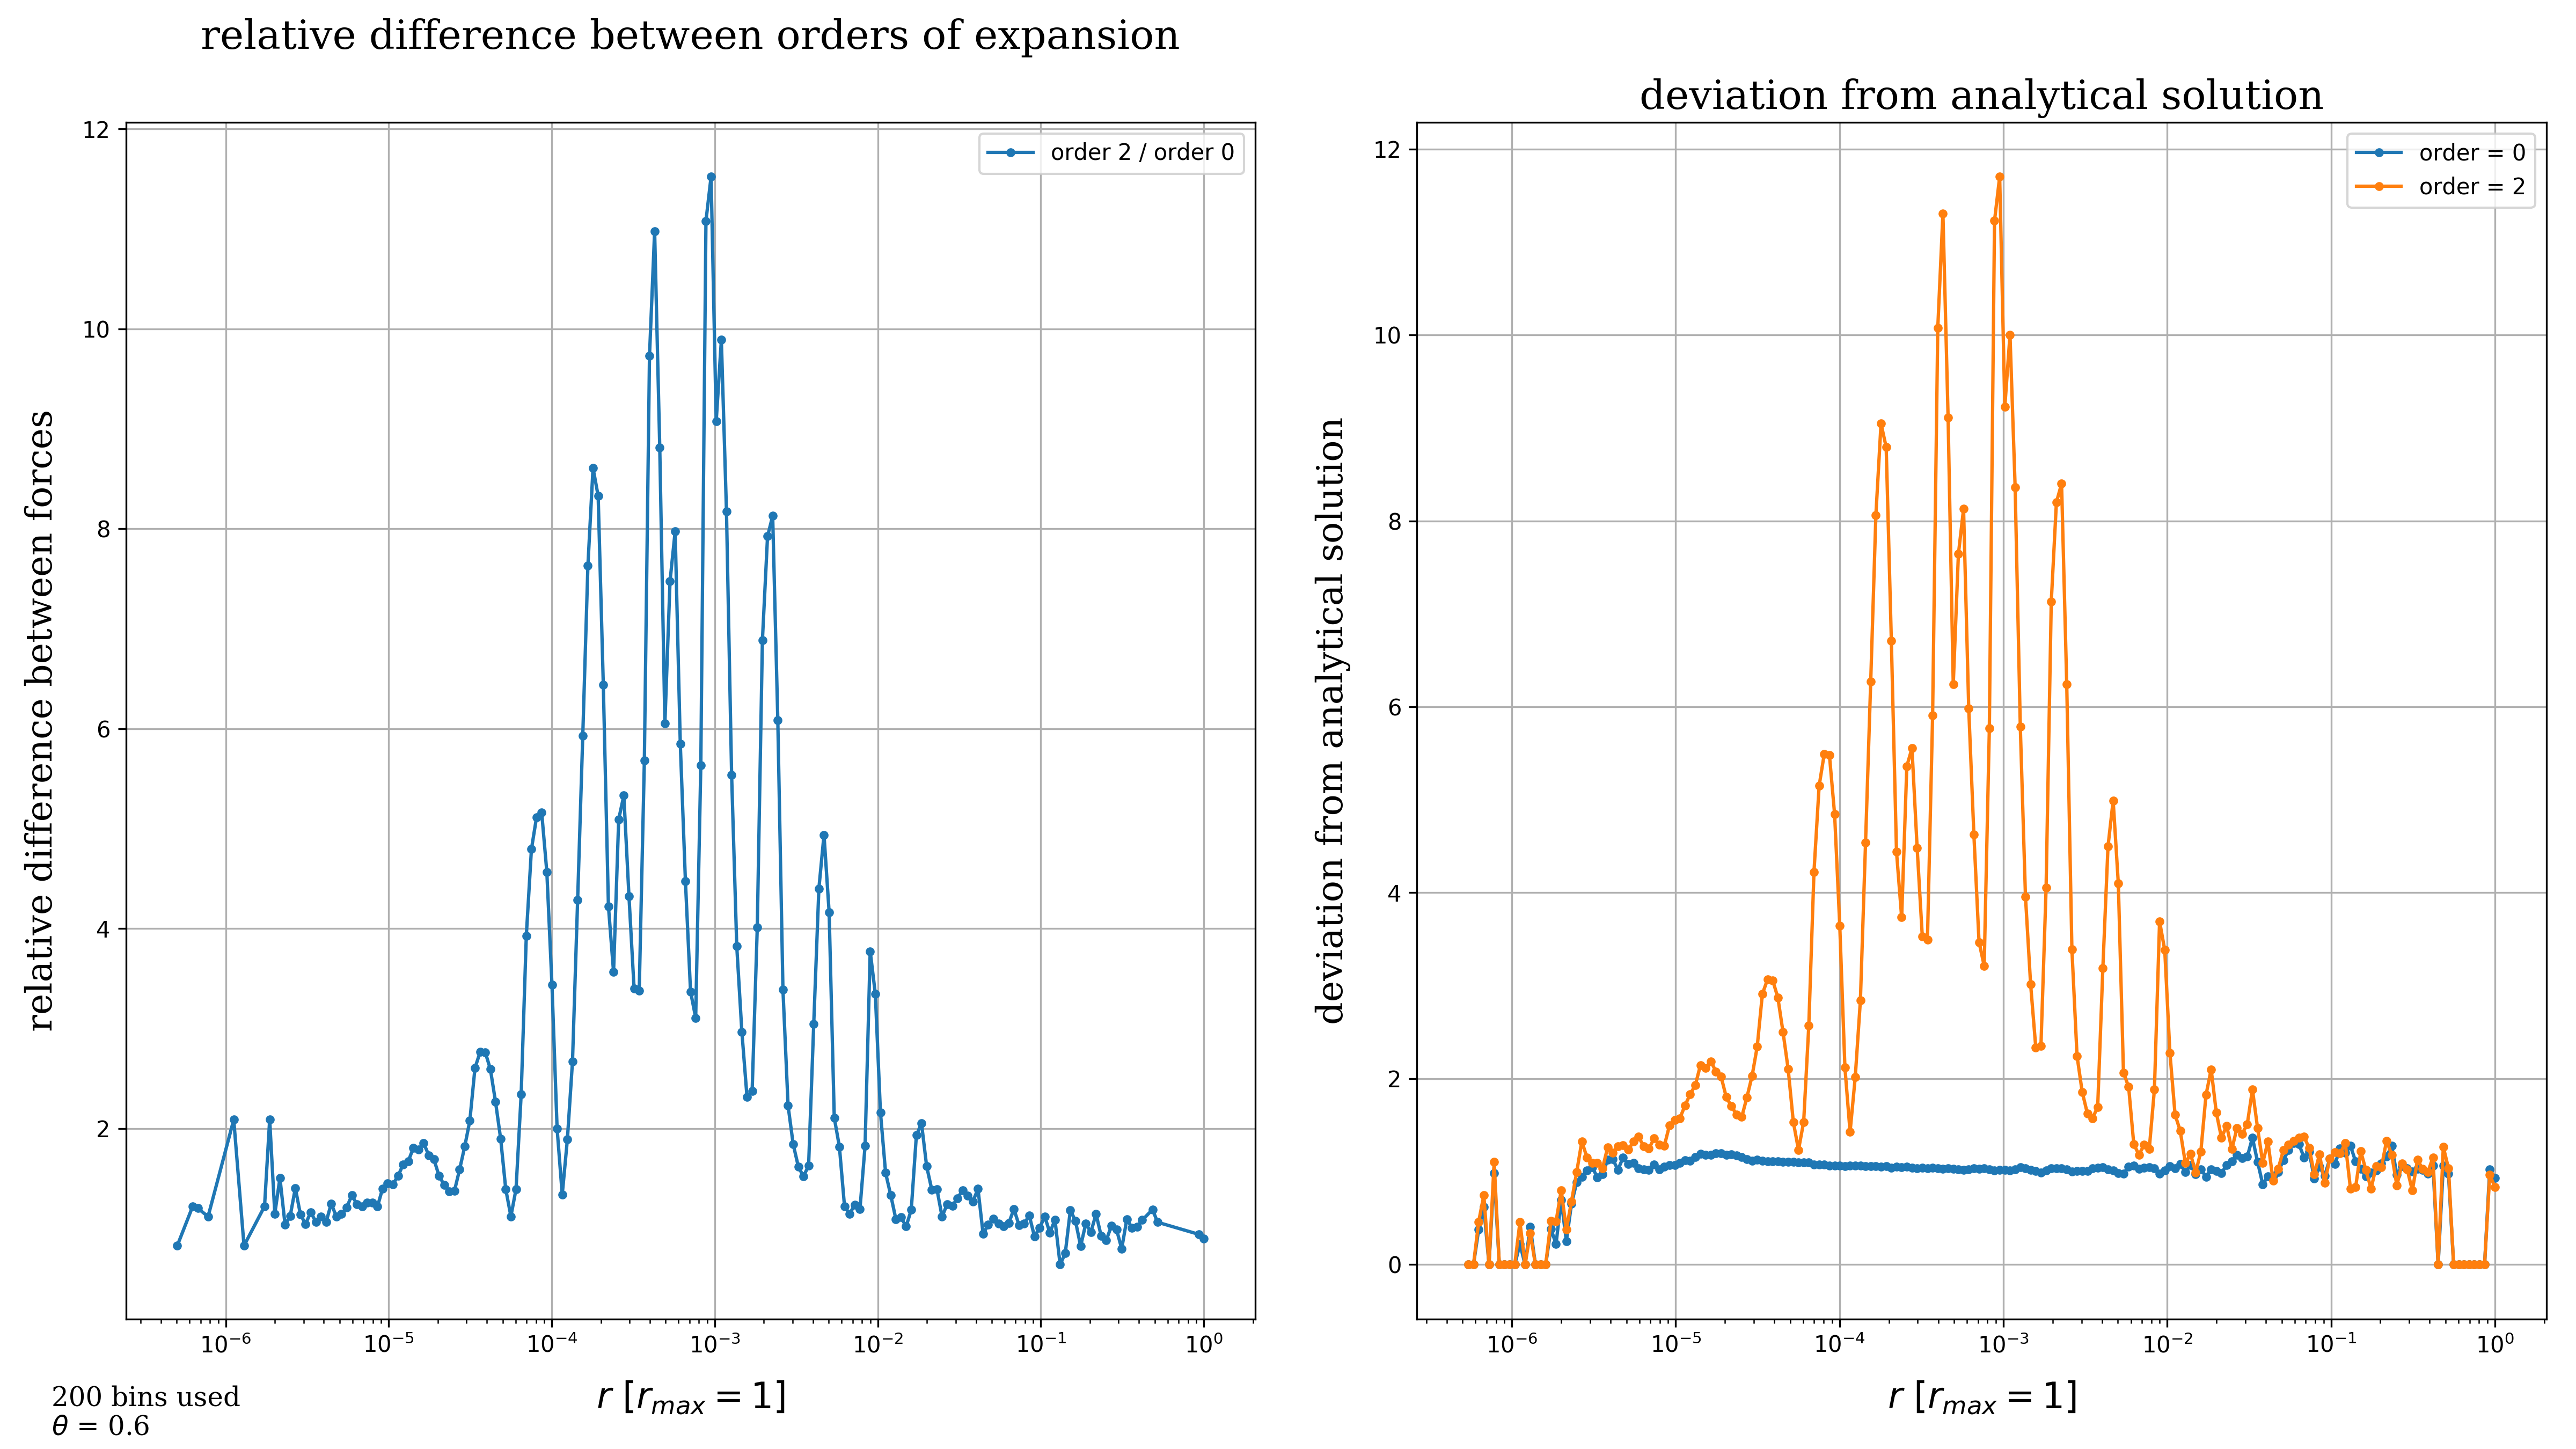 relative difference between orders of expansion
relative difference between forces
12
10
8
6
4
2
order 2 / order 0
10⁻⁶ 10⁻⁵ 10⁻⁴ 10⁻³ 10⁻² 10⁻¹ 10⁰
r [r_max = 1]
200 bins used
θ = 0.6
deviation from analytical solution
deviation from analytical solution
12
10
8
6
4
2
0
order = 0
order = 2
10⁻⁶ 10⁻⁵ 10⁻⁴ 10⁻³ 10⁻² 10⁻¹ 10⁰
r [r_max = 1]